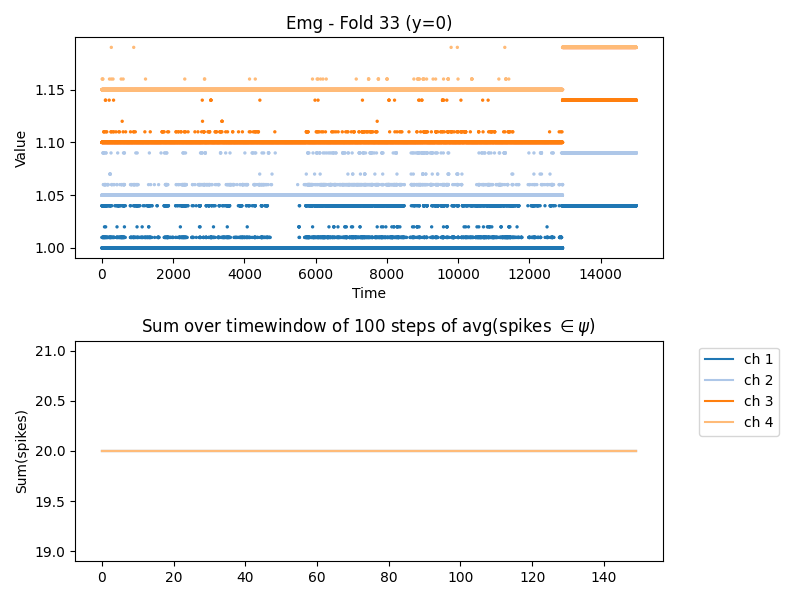 Emg - Fold 33 (y=0)
Value
1.15
1.10
1.05
1.00
0 2000 4000 6000 8000 10000 12000 14000
Time
Sum over timewindow of 100 steps of avg(spikes ∈ψ)
Sum(spikes)
21.0
20.5
20.0
19.5
19.0
0 20 40 60 80 100 120 140
ch 1
ch 2
ch 3
ch 4